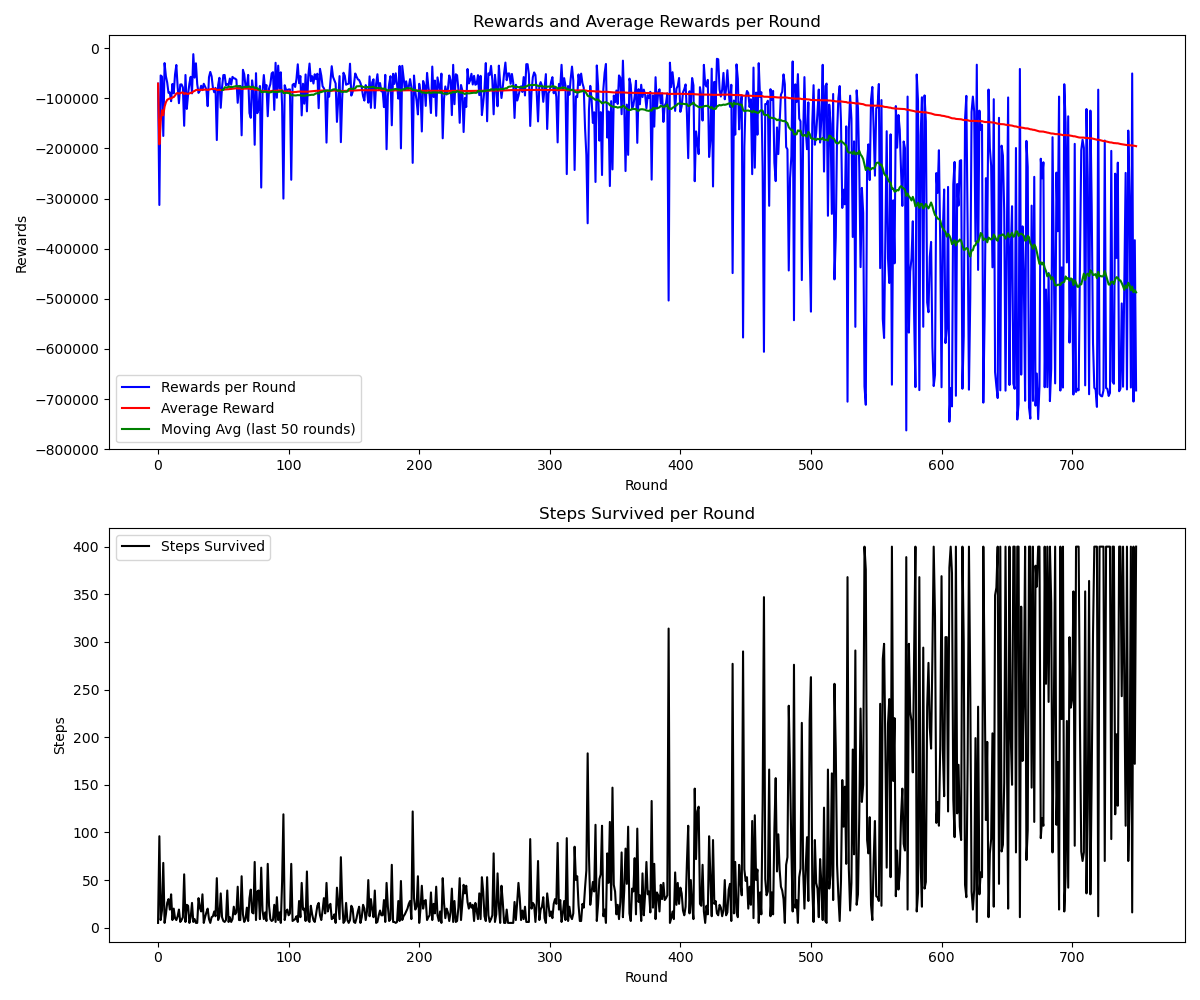 Rewards and Average Rewards per Round
0
−100000
−200000
−300000
−400000
−500000
−600000
−700000
−800000
Rewards
Rewards per Round
Average Reward
Moving Avg (last 50 rounds)
0 100 200 300 400 500 600 700
Round
Steps Survived per Round
400
350
300
250
200
150
100
50
0
Steps
Steps Survived
0 100 200 300 400 500 600 700
Round